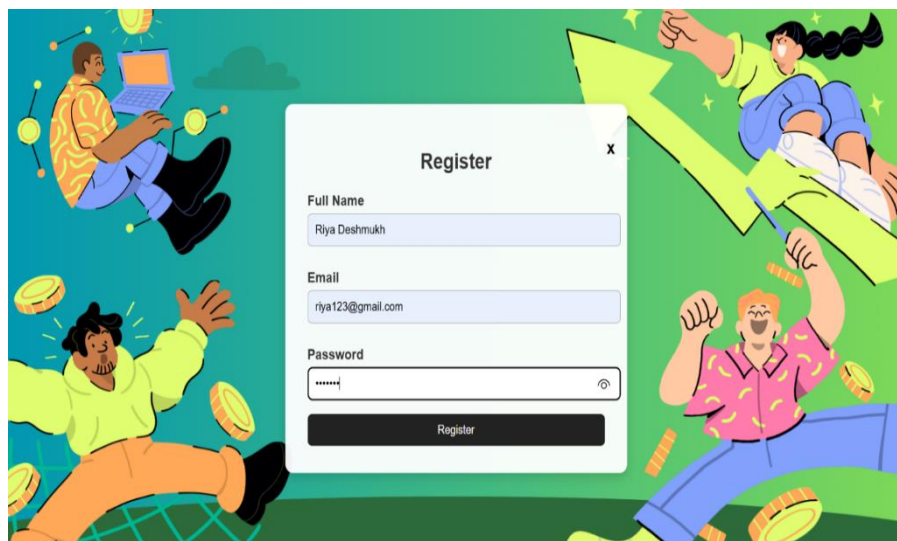 x
Register
Full Name
Riya Deshmukh
Email
riya123@gmail.com
Password
•••••••
Register